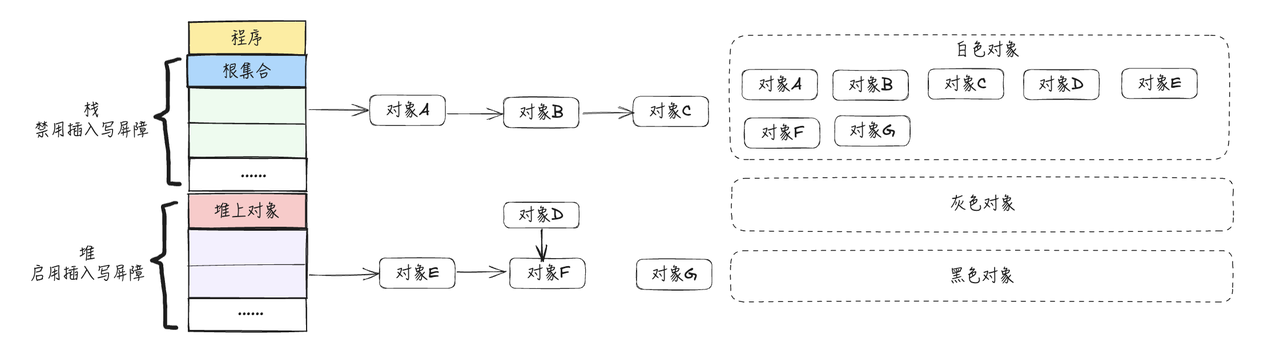 程序
根集合
栈
禁用插入写屏障
......
堆上对象
堆
启用插入写屏障
......
对象A
对象B
对象C
对象D
对象E
对象F
对象G
白色对象
对象A
对象B
对象C
对象D
对象E
对象F
对象G
灰色对象
黑色对象